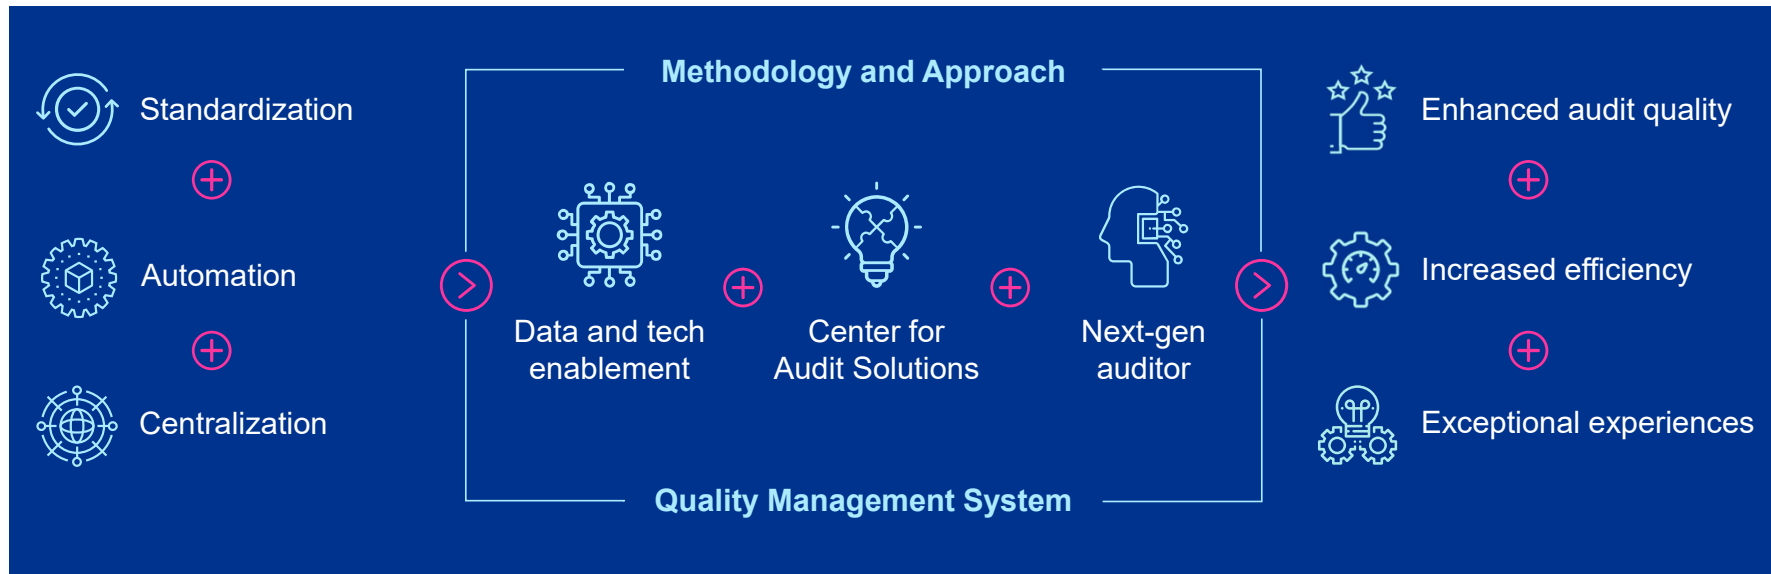 Standardization
Automation
Centralization
Methodology and Approach
Data and tech
enablement
Center for
Audit Solutions
Next-gen
auditor
Quality Management System
Enhanced audit quality
Increased efficiency
Exceptional experiences